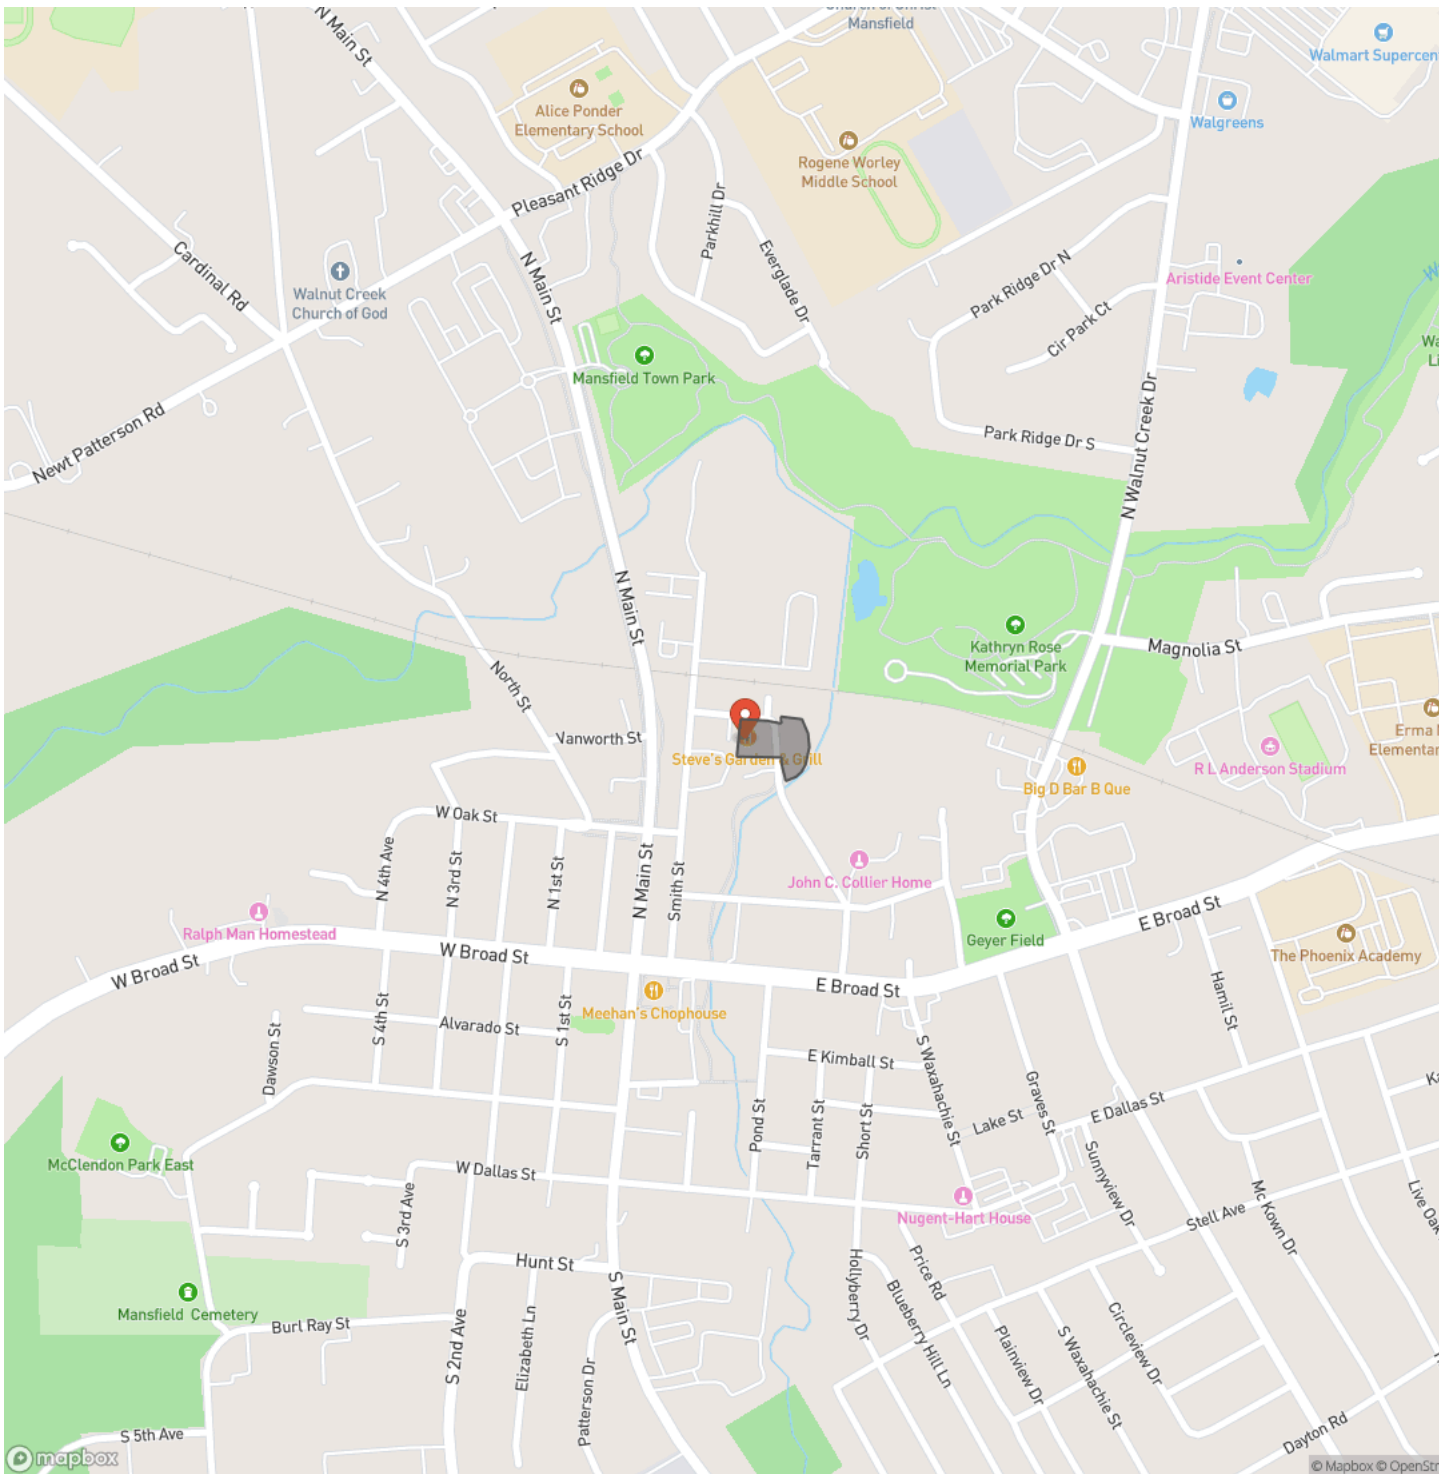 Church of Christ
Mansfield
N Main St
Walmart Supercen
Walgreens
Alice Ponder
Elementary School
Rogene Worley
Middle School
Pleasant Ridge Dr
Parkhill Dr
Everglade Dr
Cardinal Rd
Walnut Creek
Church of God
N Main St
Park Ridge Dr N
Cir Park Ct
Aristide Event Center
Mansfield Town Park
Newt Patterson Rd
Park Ridge Dr S
N Walnut Creek Dr
N Main St
Kathryn Rose
Memorial Park
Magnolia St
North St
Vanworth St
Steve's Garden & Grill
Erma
Elementar
R L Anderson Stadium
Big D Bar B Que
W Oak St
N 4th Ave
N 3rd St
N 1st St
N Main St
Smith St
John C. Collier Home
Ralph Man Homestead
Geyer Field
E Broad St
The Phoenix Academy
W Broad St
W Broad St
E Broad St
Meehan's Chophouse
Hamil St
S 4th St
Alvarado St
S 1st St
Dawson St
E Kimball St
S Waxahachie St
Graves St
Lake St
E Dallas St
Pond St
Tarrant St
Short St
McClendon Park East
W Dallas St
Sunnyview Dr
Nugent-Hart House
Stell Ave
Mc Kown Dr
Live Oak
S 3rd Ave
Hunt St
Price Rd
Hollyberry Dr
Blueberry Hill Ln
Mansfield Cemetery
Burl Ray St
S 2nd Ave
Elizabeth Ln
S Main St
Patterson Dr
Plainview Dr
S Waxahachie St
Circleview Dr
Dayton Rd
S 5th Ave
mapbox
© Mapbox © OpenStr